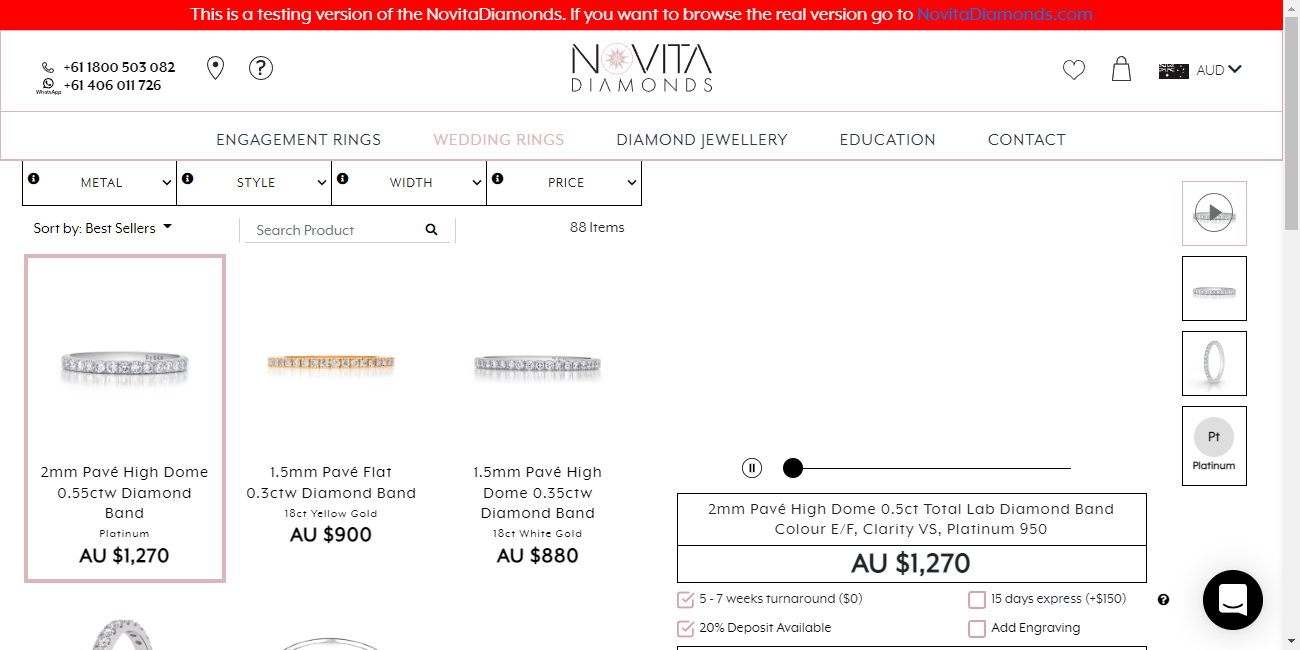 This is a testing version of the NovitaDiamonds. If you want to browse the real version go to NovitaDiamonds.com
+61 1800 503 082
WhatsApp +61 406 011 726
?
NOVITA
DIAMONDS
AUD
ENGAGEMENT RINGS WEDDING RINGS DIAMOND JEWELLERY EDUCATION CONTACT
METAL STYLE WIDTH PRICE
Sort by: Best Sellers
Search Product
88 Items
2mm Pavé High Dome
0.55ctw Diamond
Band
Platinum
AU $1,270
1.5mm Pavé Flat
0.3ctw Diamond Band
18ct Yellow Gold
AU $900
1.5mm Pavé High
Dome 0.35ctw
Diamond Band
18ct White Gold
AU $880
Pt
Platinum
2mm Pavé High Dome 0.5ct Total Lab Diamond Band
Colour E/F, Clarity VS, Platinum 950
AU $1,270
5 - 7 weeks turnaround ($0)
15 days express (+$150) ?
20% Deposit Available
Add Engraving